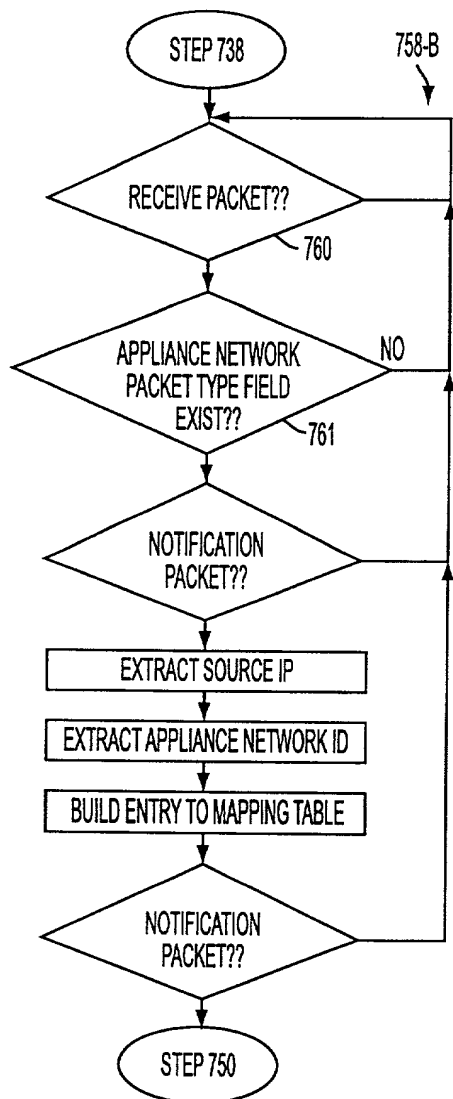 STEP 738
758-B
RECEIVE PACKET??
760
APPLIANCE NETWORK
PACKET TYPE FIELD
EXIST??
NO
761
NOTIFICATION
PACKET??
EXTRACT SOURCE IP
EXTRACT APPLIANCE NETWORK ID
BUILD ENTRY TO MAPPING TABLE
NOTIFICATION
PACKET??
STEP 750